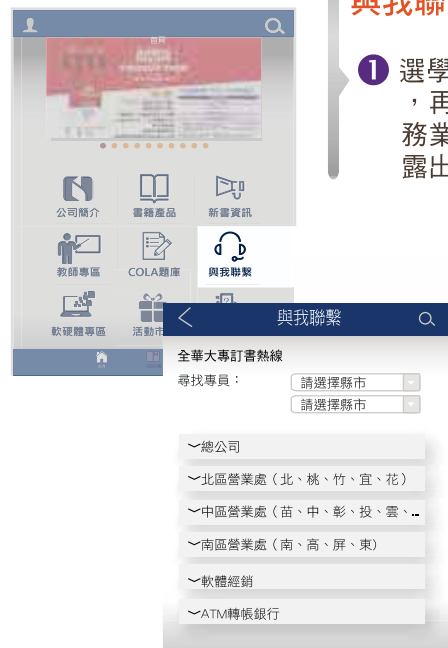 與我聯
❶ 選學
，再
務業
露出
首頁
公司簡介
書籍產品
新書資訊
教師專區
COLA題庫
與我聯繫
軟硬體專區
活動市
與我聯繫
全華大專訂書熱線
尋找專員：
請選擇縣市
請選擇縣市
總公司
北區營業處（北、桃、竹、宜、花）
中區營業處（苗、中、彰、投、雲、...
南區營業處（南、高、屏、東）
軟體經銷
ATM轉帳銀行